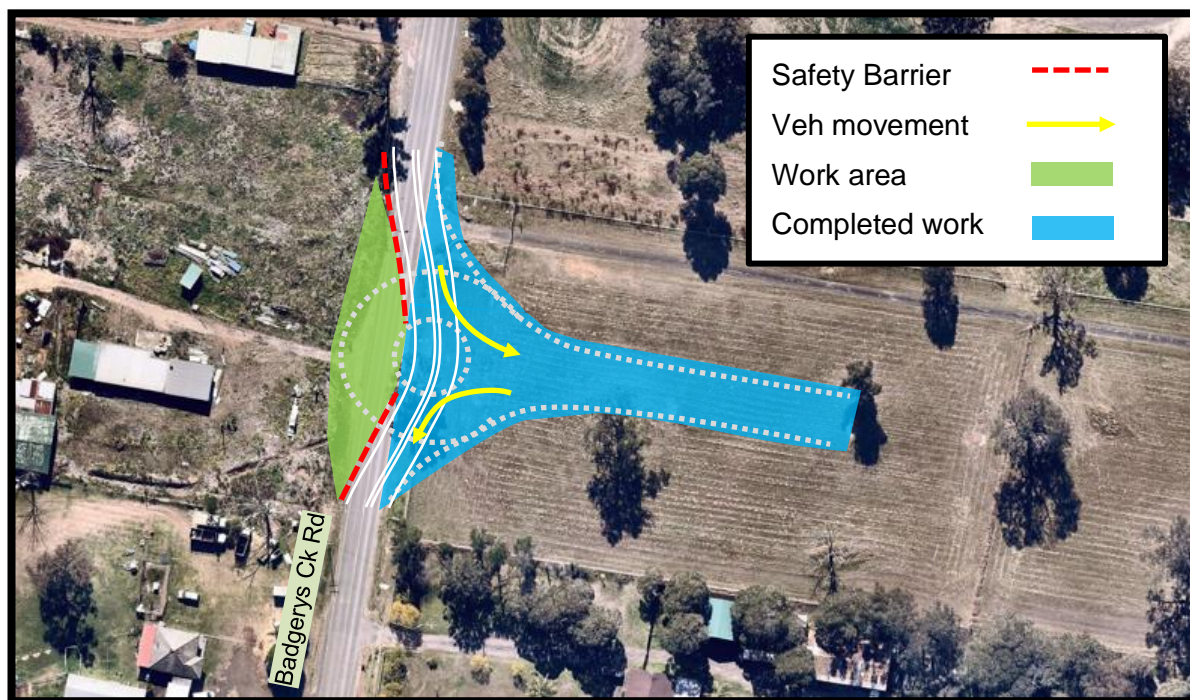 Safety Barrier
Veh movement
Work area
Completed work
Badgerys Ck Rd